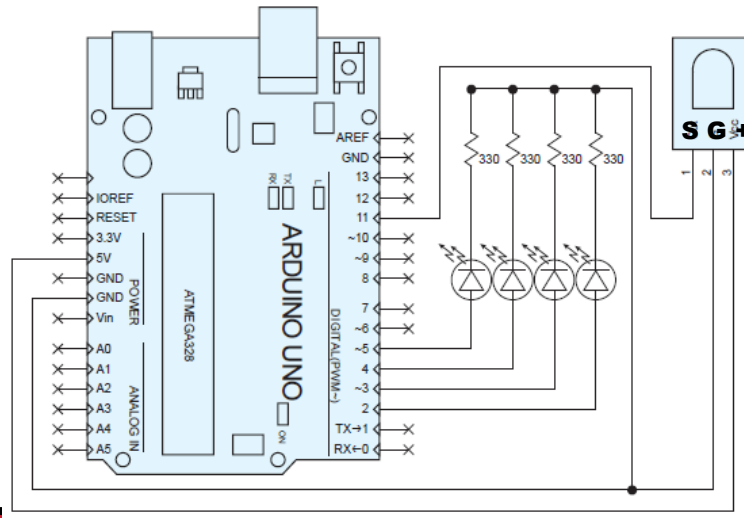 AREF
GND
13
12
11
~10
~9
8
7
~6
~5
4
~3
2
TX→1
RX←0
IOREF
RESET
3.3V
5V
GND
GND
Vin
A0
A1
A2
A3
A4
A5
POWER
ANALOG IN
ATMEGA328
RX
TX
L
ARDUINO UNO
DIGITAL(PWM~)
ON
330
330
330
330
S G +
Vcc
1
2
3